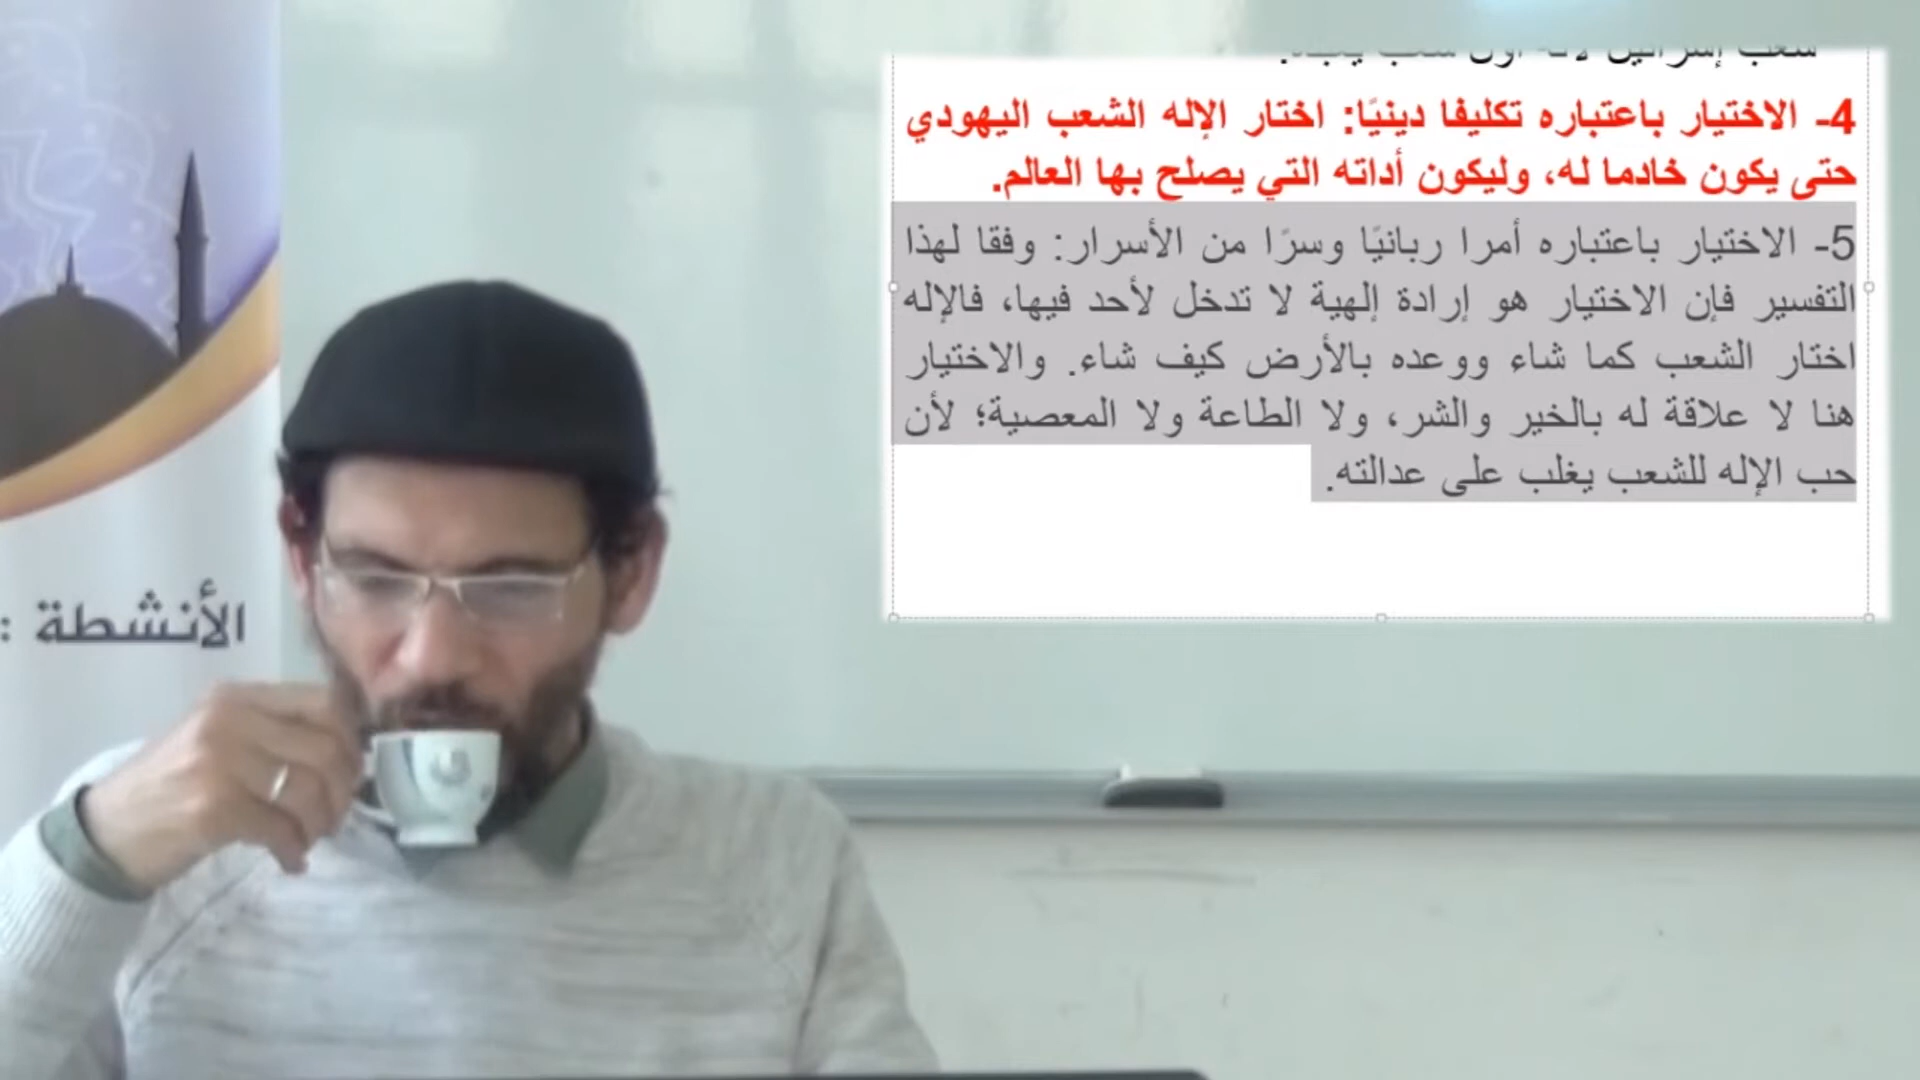 4- الاختيار باعتباره تكليفا دينيًا: اختار الإله الشعب اليهودي
حتى يكون خادما له، وليكون أداته التي يصلح بها العالم.
5- الاختيار باعتباره أمرا ربانيًا وسرًا من الأسرار: وفقا لهذا
التفسير فإن الاختيار هو إرادة إلهية لا تدخل لأحد فيها، فالإله
اختار الشعب كما شاء ووعده بالأرض كيف شاء. والاختيار
هنا لا علاقة له بالخير والشر، ولا الطاعة ولا المعصية؛ لأن
حب الإله للشعب يغلب على عدالته.
الأنشطة :